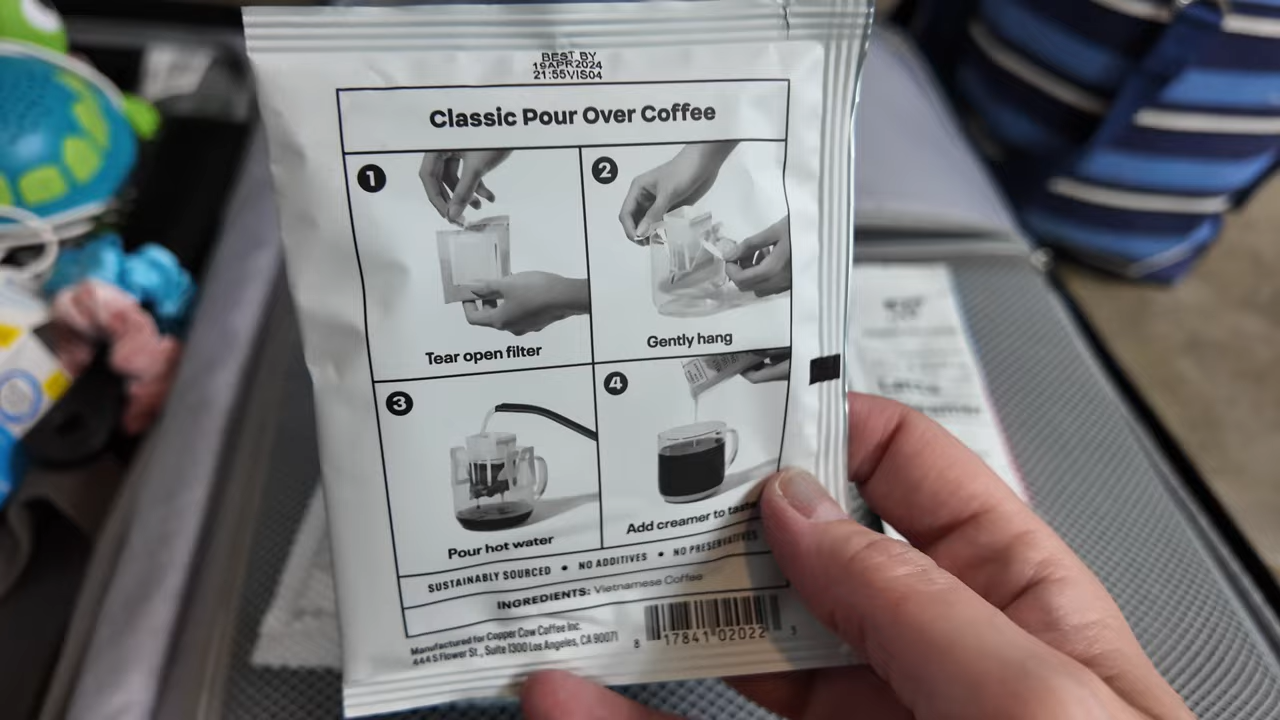 BEST BY
19APR2024
21:55VIS04
Classic Pour Over Coffee
1
2
Tear open filter
Gently hang
3
4
Pour hot water
Add creamer to taste
SUSTAINABLY SOURCED • NO ADDITIVES • NO PRESERVATIVES
INGREDIENTS: Vietnamese Coffee
Manufactured for Copper Cow Coffee Inc.
444 S Flower St., Suite 1300 Los Angeles, CA 90071
8 17841 02022 3